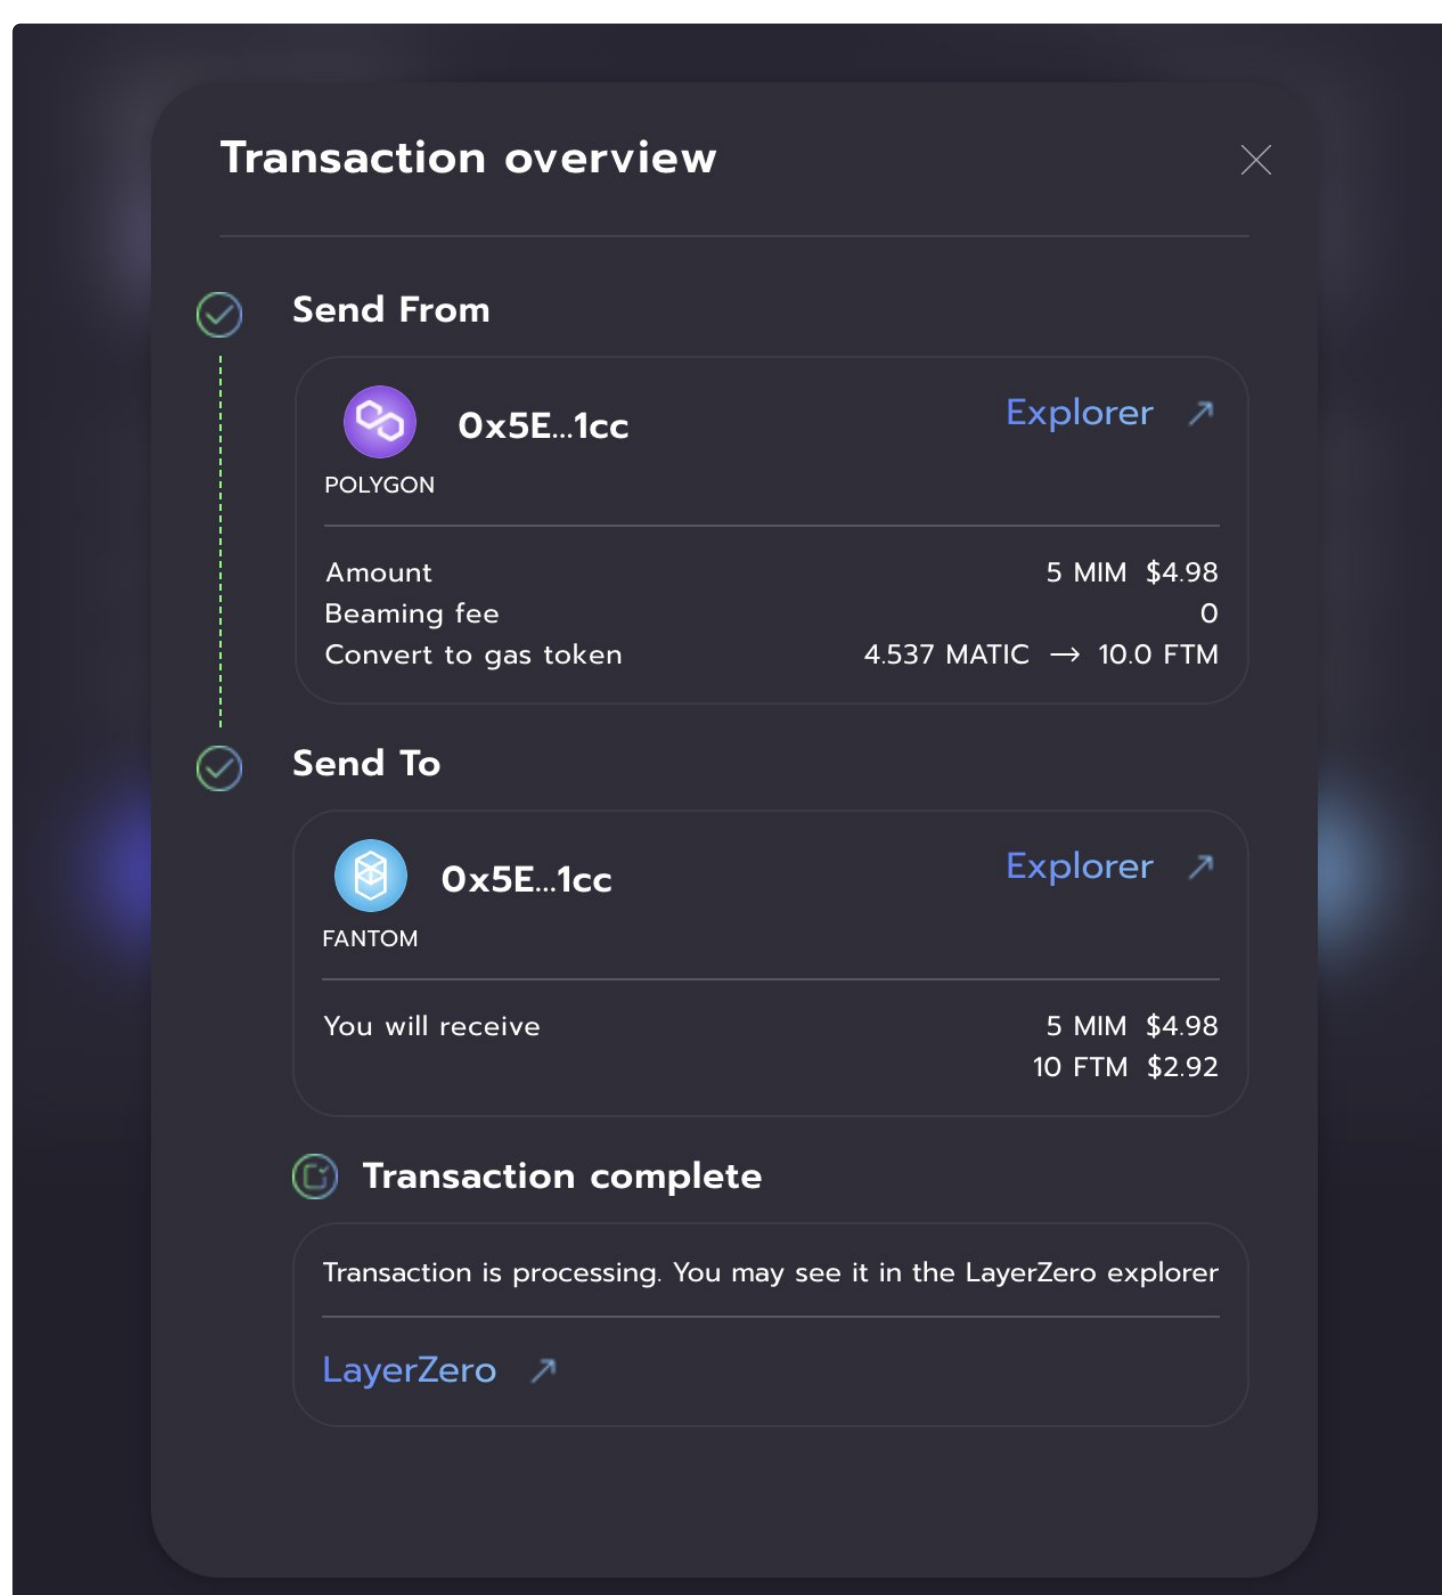 Transaction overview
Send From
0x5E...1cc
Explorer
POLYGON
Amount 5 MIM $4.98
Beaming fee 0
Convert to gas token 4.537 MATIC → 10.0 FTM
Send To
0x5E...1cc
Explorer
FANTOM
You will receive 5 MIM $4.98
10 FTM $2.92
Transaction complete
Transaction is processing. You may see it in the LayerZero explorer
LayerZero